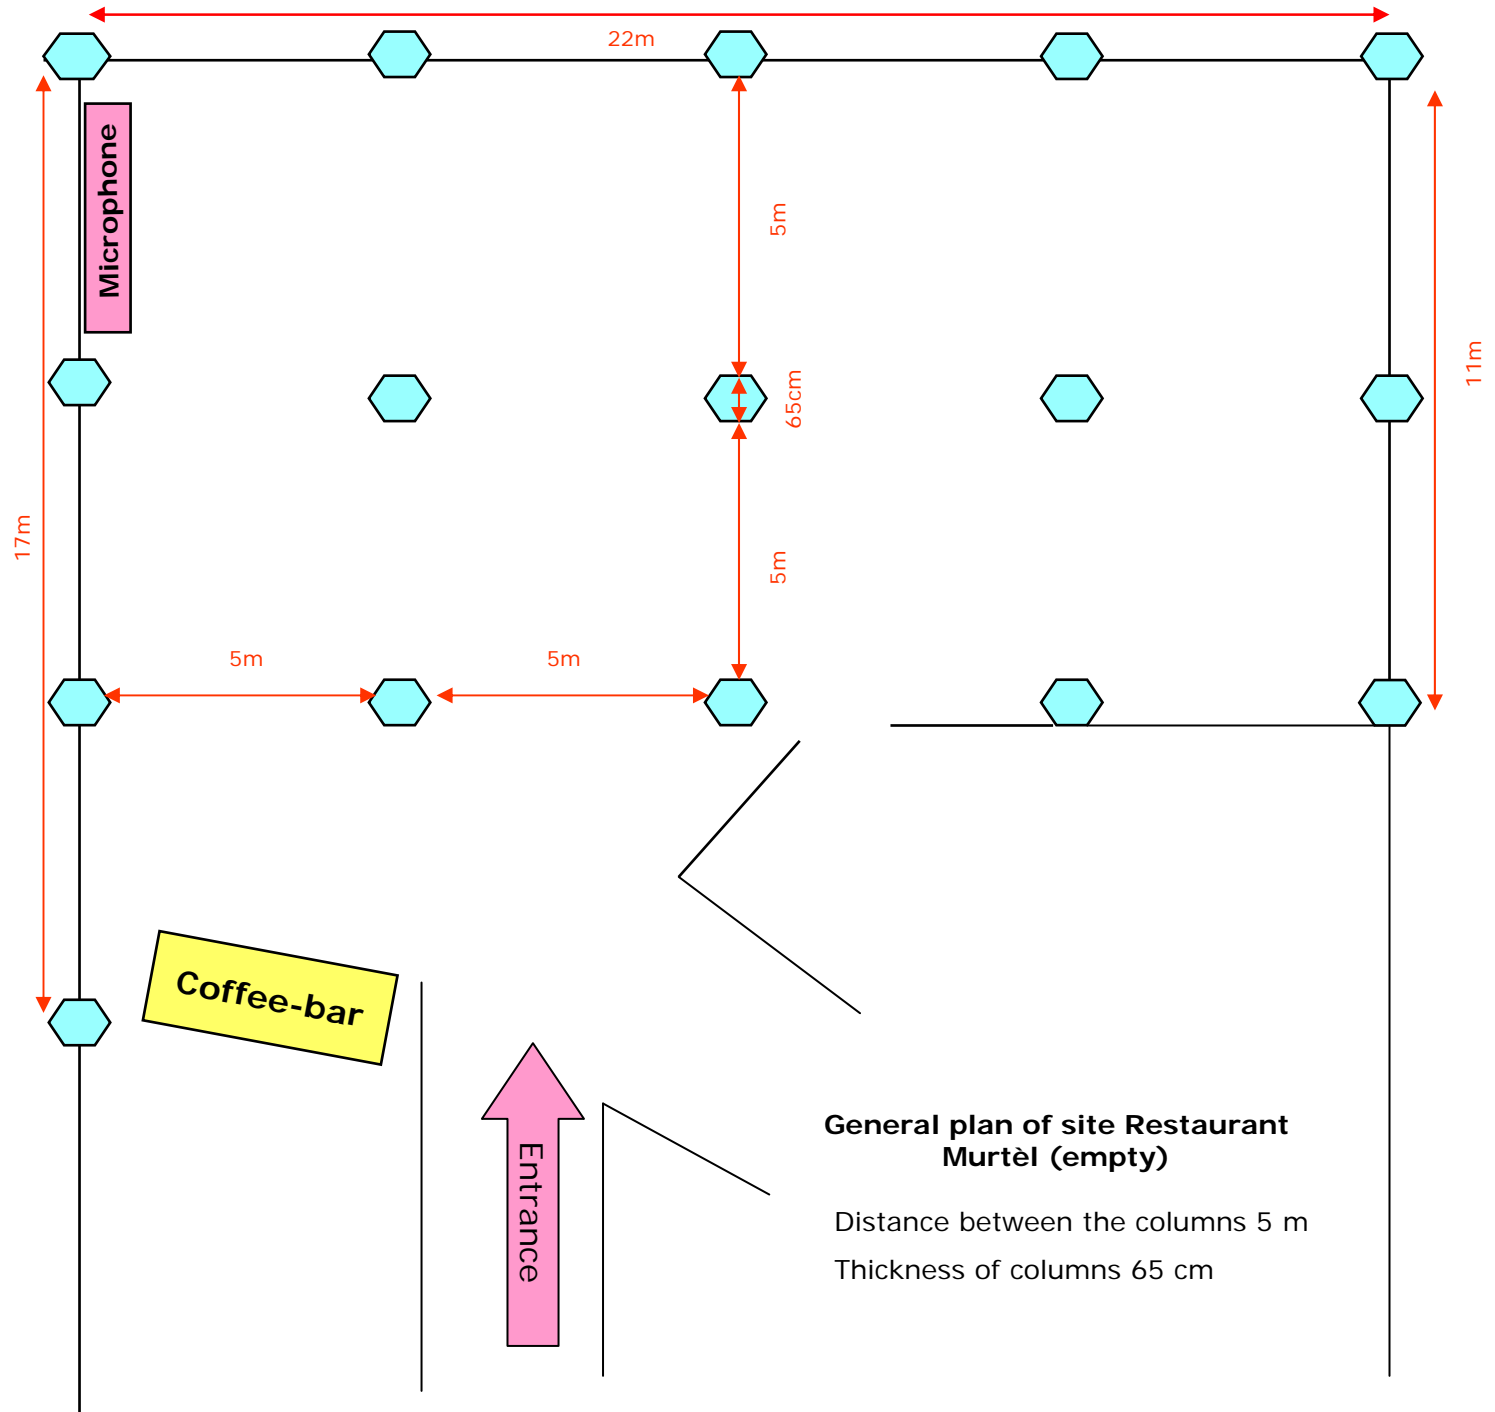 22m
Microphone
5m
65cm
11m
17m
5m
5m
5m
Coffee-bar
Entrance
General plan of site Restaurant
Murtèl (empty)
Distance between the columns 5 m
Thickness of columns 65 cm